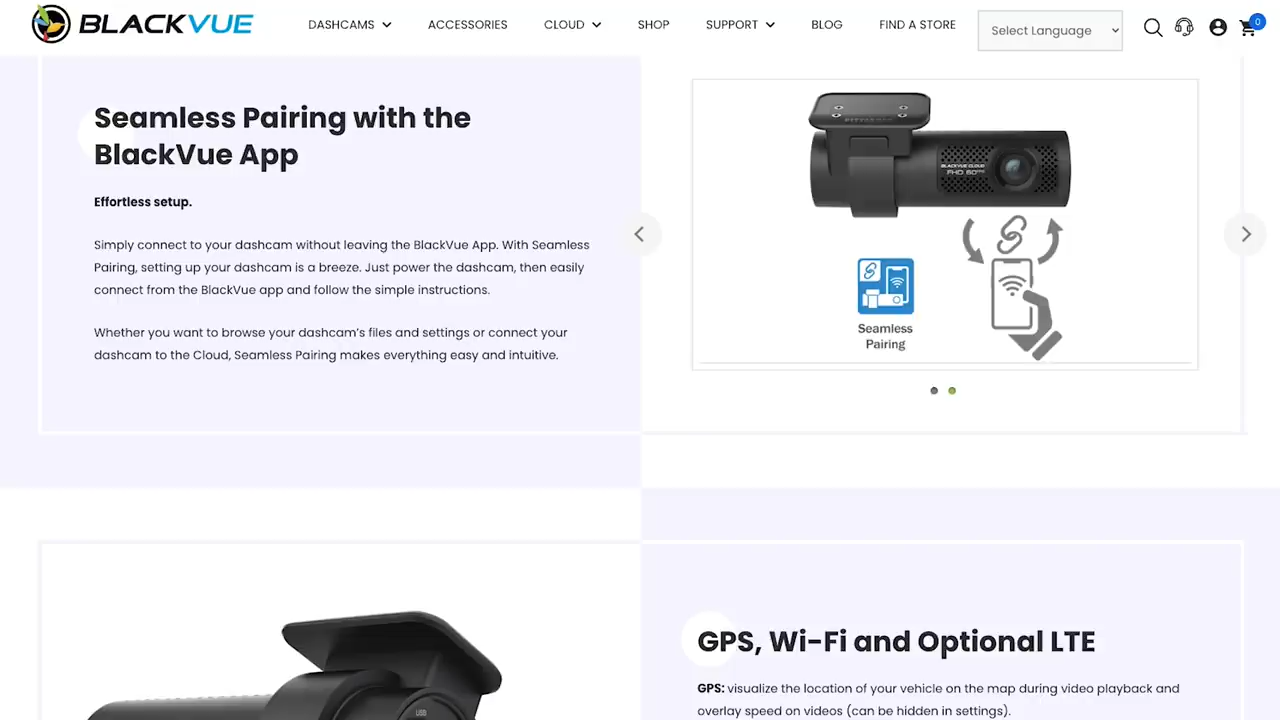 BLACKVUE
DASHCAMS
ACCESSORIES
CLOUD
SHOP
SUPPORT
BLOG
FIND A STORE
Select Language
0
Seamless Pairing with the
BlackVue App
Effortless setup.
Simply connect to your dashcam without leaving the BlackVue App. With Seamless
Pairing, setting up your dashcam is a breeze. Just power the dashcam, then easily
connect from the BlackVue app and follow the simple instructions.
Whether you want to browse your dashcam’s files and settings or connect your
dashcam to the Cloud, Seamless Pairing makes everything easy and intuitive.
BLACKVUE CLOUD
FHD 60
Seamless
Pairing
USB
GPS, Wi-Fi and Optional LTE
GPS: visualize the location of your vehicle on the map during video playback and
overlay speed on videos (can be hidden in settings).